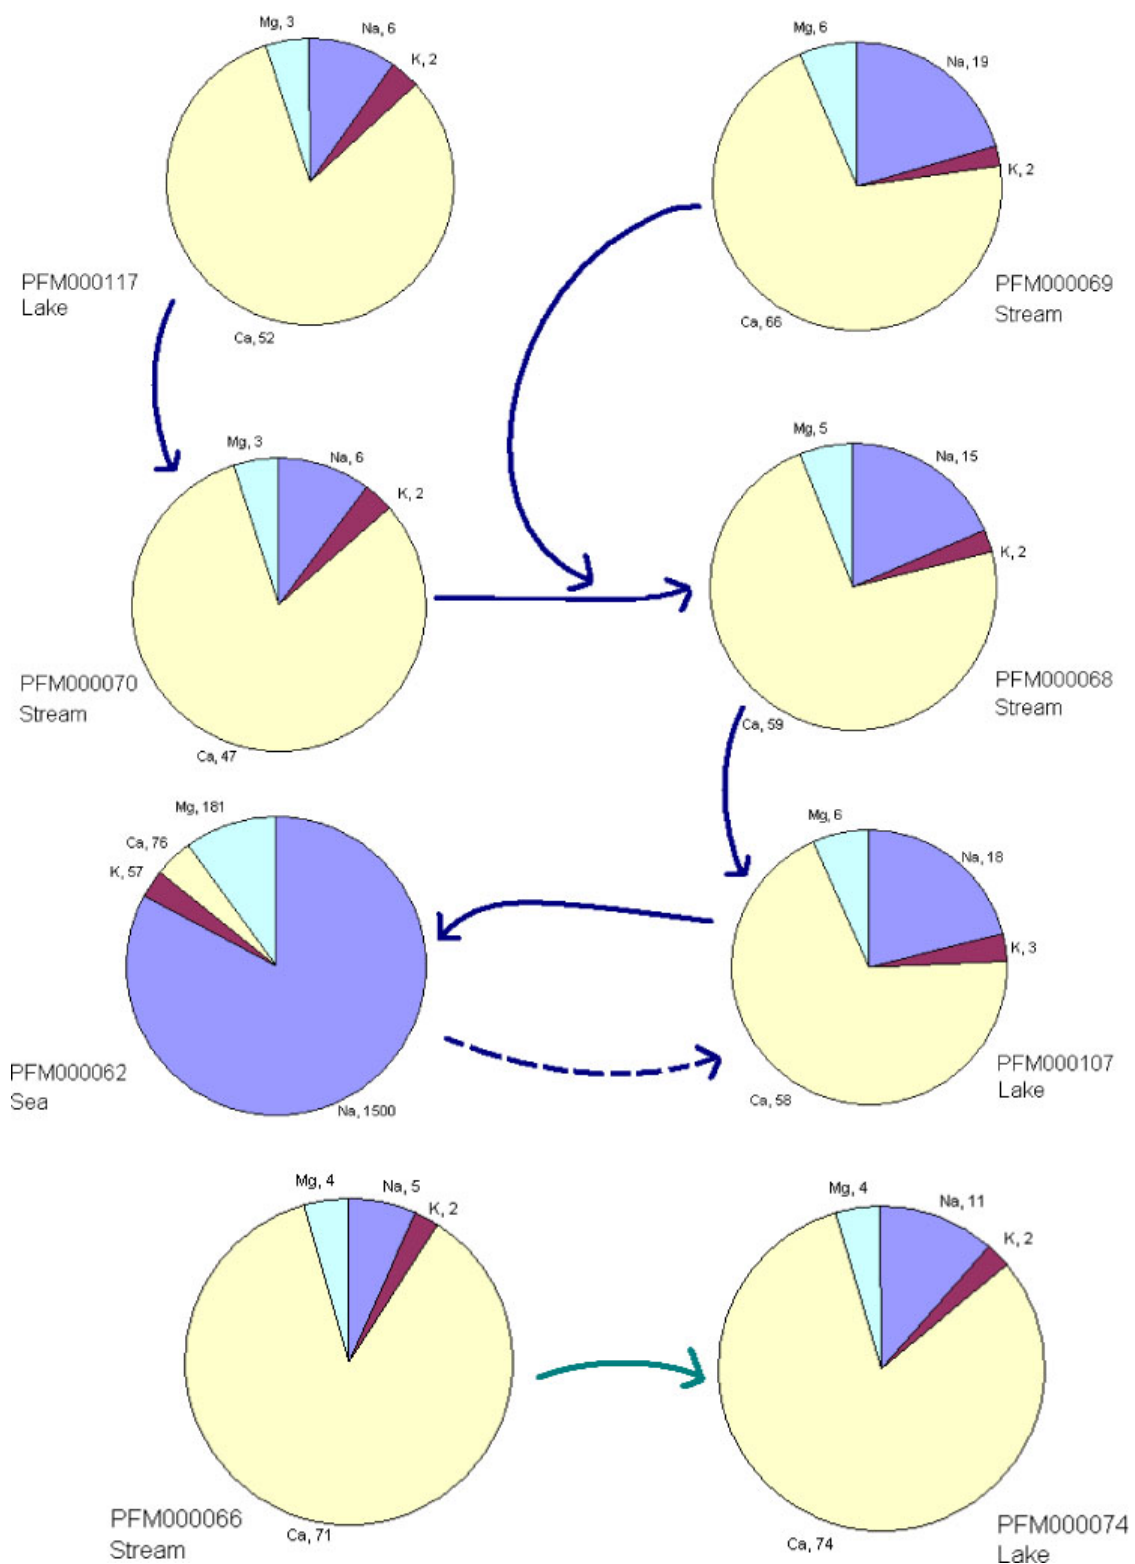 Mg, 3
Na, 6
K, 2
Ca, 52
PFM000117
Lake
Mg, 6
Na, 19
K, 2
Ca, 66
PFM000069
Stream
Mg, 3
Na, 6
K, 2
Ca, 47
PFM000070
Stream
Mg, 5
Na, 15
K, 2
Ca, 59
PFM000068
Stream
Mg, 181
Ca, 76
K, 57
Na, 1500
PFM000062
Sea
Mg, 6
Na, 18
K, 3
Ca, 58
PFM000107
Lake
Mg, 4
Na, 5
K, 2
Ca, 71
PFM000066
Stream
Mg, 4
Na, 11
K, 2
Ca, 74
PFM000074
Lake